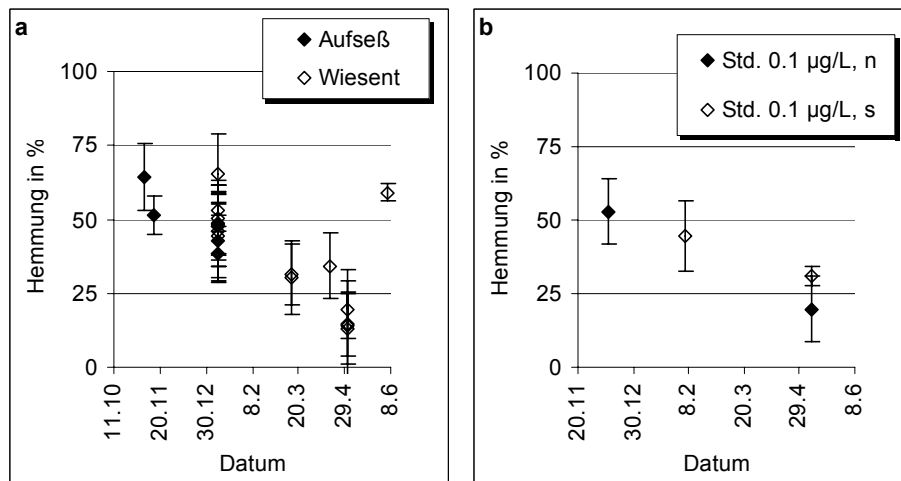 a
Aufseß
Wiesent
100
75
50
25
0
Hemmung in %
11.10
20.11
30.12
8.2
20.3
29.4
8.6
Datum
b
Std. 0.1 µg/L, n
Std. 0.1 µg/L, s
100
75
50
25
0
Hemmung in %
20.11
30.12
8.2
20.3
29.4
8.6
Datum